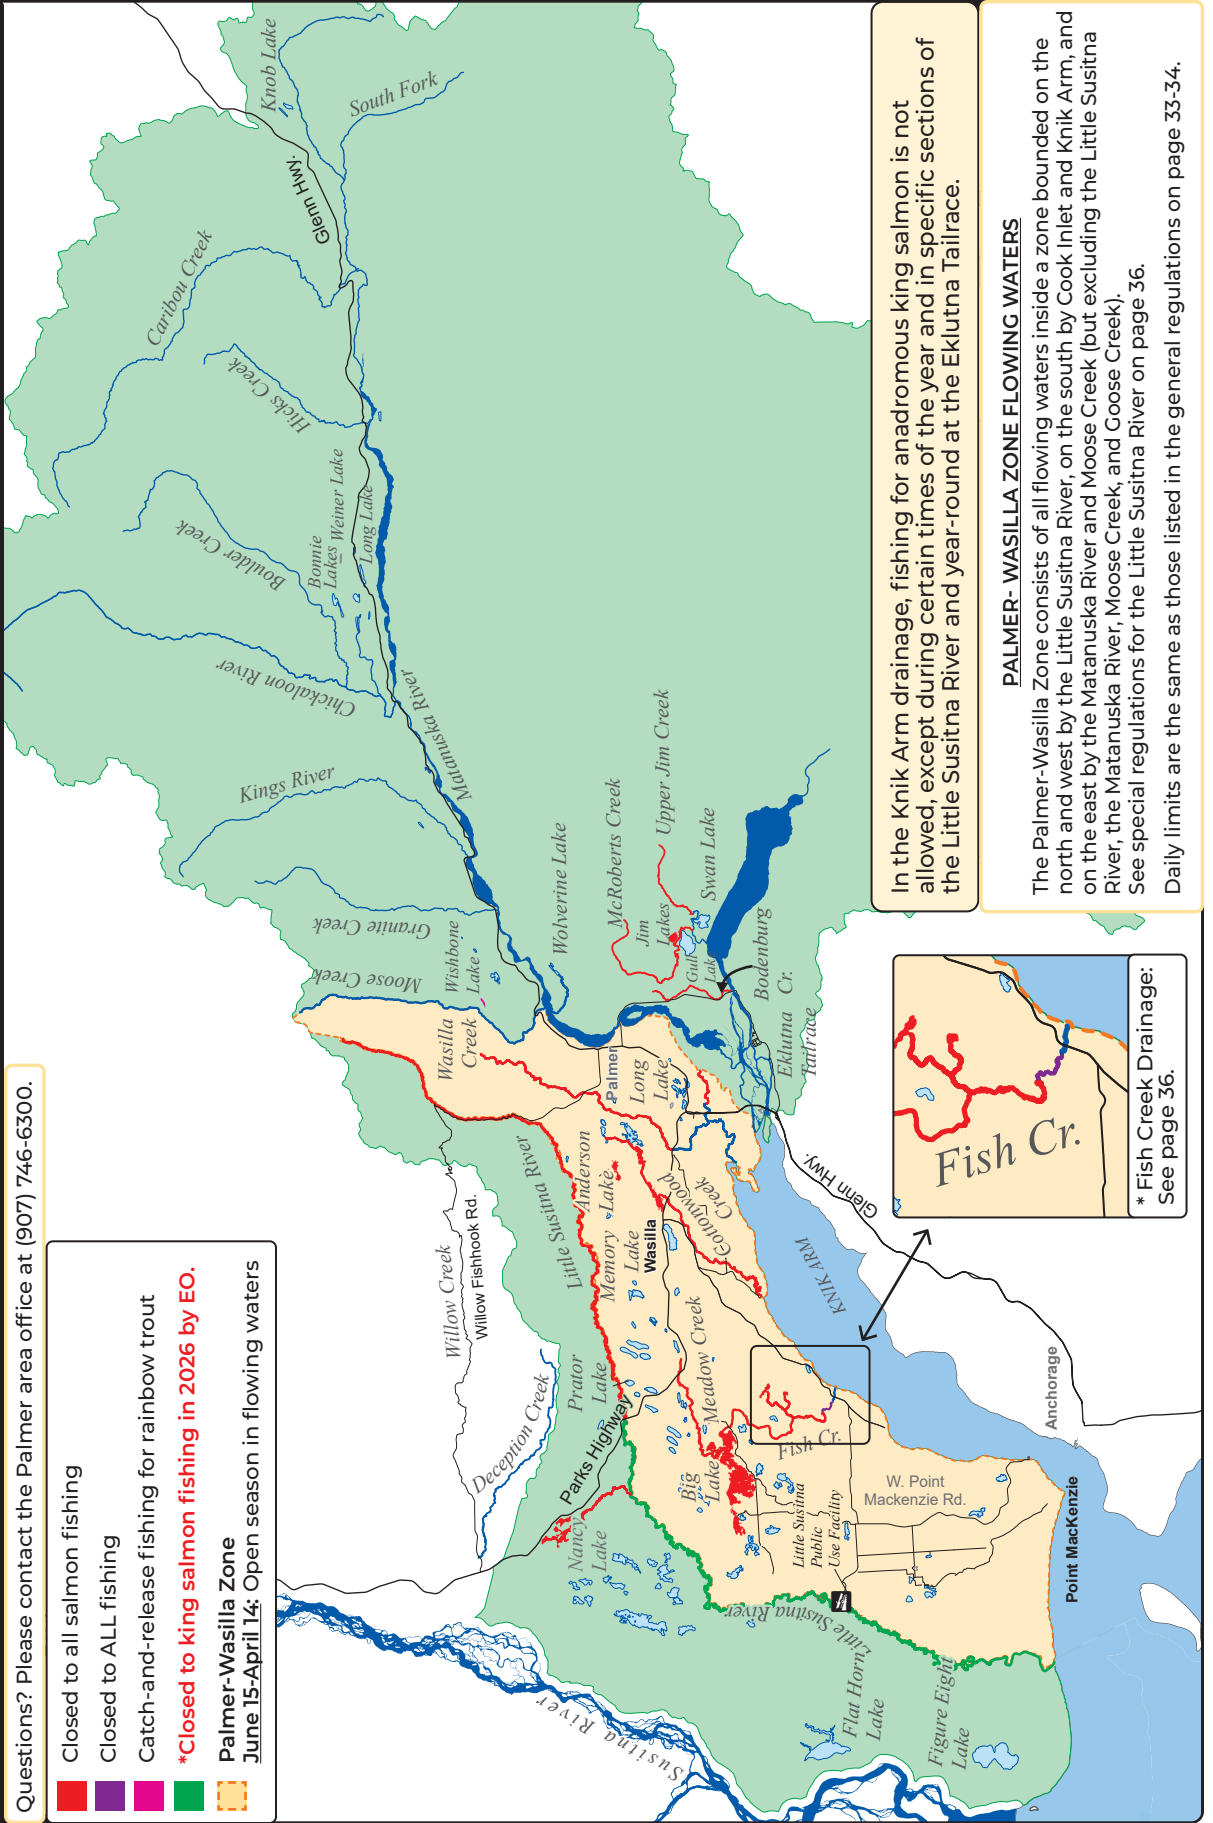 Questions? Please contact the Palmer area office at (907) 746-6300.
Closed to all salmon fishing
Closed to ALL fishing
Catch-and-release fishing for rainbow trout
*Closed to king salmon fishing in 2026 by EO.
Palmer-Wasilla Zone
June 15-April 14: Open season in flowing waters
Knob Lake
South Fork
Glenn Hwy.
Caribou Creek
Hicks Creek
Boulder Creek
Bonnie
Lakes
Weiner Lake
Long Lake
Chickaloon River
Matanuska River
Kings River
Granite Creek
Moose Creek
Wishbone
Lake
Wolverine Lake
McRoberts Creek
Upper Jim Creek
Jim
Lakes
Swan Lake
Gull
Lake
Bodenburg
Cr.
Eklutna
Tailrace
Wasilla
Creek
Palmer
Long
Lake
Willow Creek
Willow Fishhook Rd.
Little Susitna River
Anderson
Lake
Memory
Lake
Wasilla
Cottonwood
Creek
Glenn Hwy.
KNIK ARM
Deception Creek
Prator
Lake
Parks Highway
Meadow Creek
Big
Lake
Fish Cr.
Nancy
Lake
Little Susitna
Public
Use Facility
W. Point
Mackenzie Rd.
Anchorage
Point MacKenzie
Little Susitna River
Susitna River
Flat Horn
Lake
Figure Eight
Lake
Fish Cr.
* Fish Creek Drainage:
See page 36.
In the Knik Arm drainage, fishing for anadromous king salmon is not
allowed, except during certain times of the year and in specific sections of
the Little Susitna River and year-round at the Eklutna Tailrace.
PALMER- WASILLA ZONE FLOWING WATERS
The Palmer-Wasilla Zone consists of all flowing waters inside a zone bounded on the
north and west by the Little Susitna River, on the south by Cook Inlet and Knik Arm, and
on the east by the Matanuska River and Moose Creek (but excluding the Little Susitna
River, the Matanuska River, Moose Creek, and Goose Creek).
See special regulations for the Little Susitna River on page 36.
Daily limits are the same as those listed in the general regulations on page 33-34.